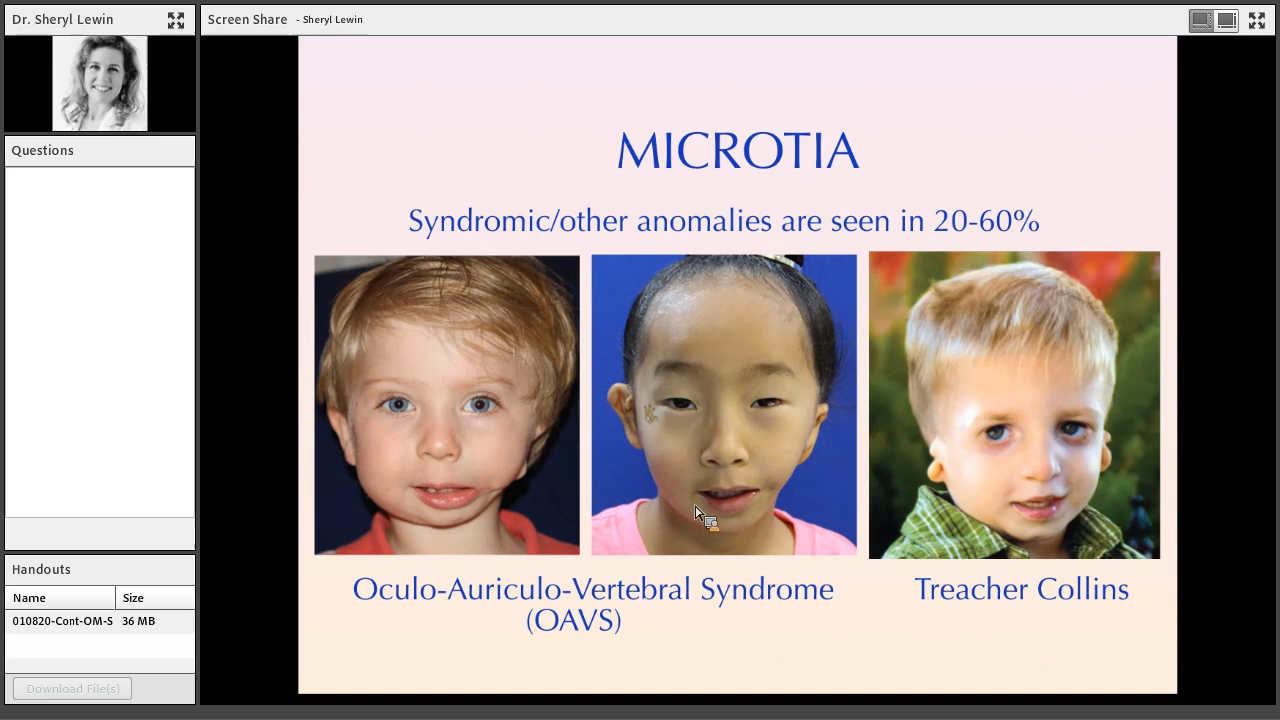 Dr. Sheryl Lewin
Screen Share - Sheryl Lewin
Questions
Handouts
Name Size
010820-Cont-OM-S 36 MB
Download File(s)
MICROTIA
Syndromic/other anomalies are seen in 20-60%
Oculo-Auriculo-Vertebral Syndrome
(OAVS)
Treacher Collins